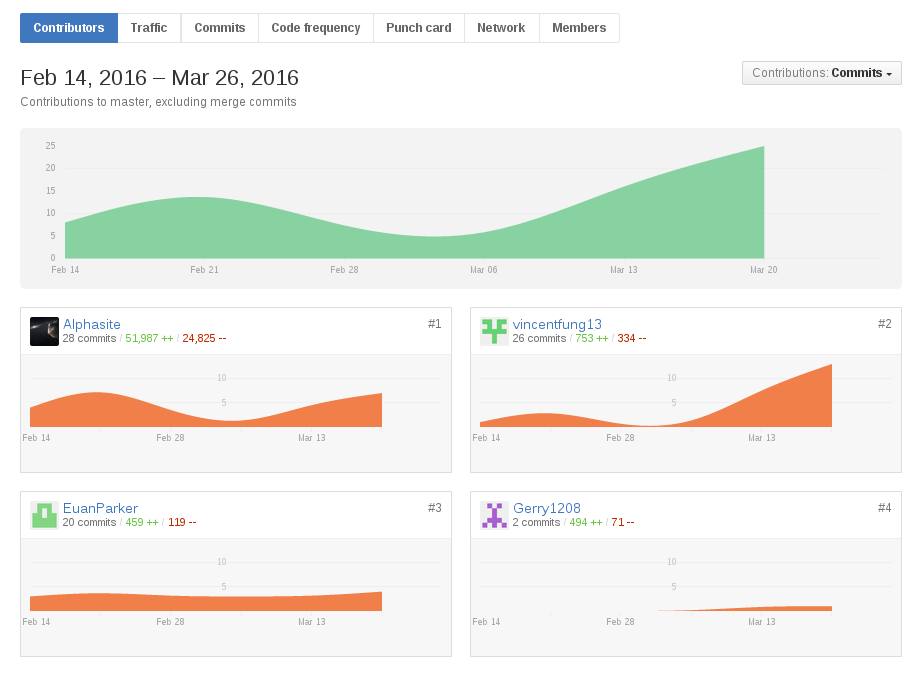 Contributors Traffic Commits Code frequency Punch card Network Members
Feb 14, 2016 – Mar 26, 2016
Contributions: Commits
Contributions to master, excluding merge commits
25
20
15
10
5
0
Feb 14 Feb 21 Feb 28 Mar 06 Mar 13 Mar 20
Alphasite #1
28 commits / 51,987 ++ / 24,825 --
10
5
Feb 14 Feb 28 Mar 13
vincentfung13 #2
26 commits / 753 ++ / 334 --
10
5
Feb 14 Feb 28 Mar 13
EuanParker #3
20 commits / 459 ++ / 119 --
10
5
Feb 14 Feb 28 Mar 13
Gerry1208 #4
2 commits / 494 ++ / 71 --
10
5
Feb 14 Feb 28 Mar 13